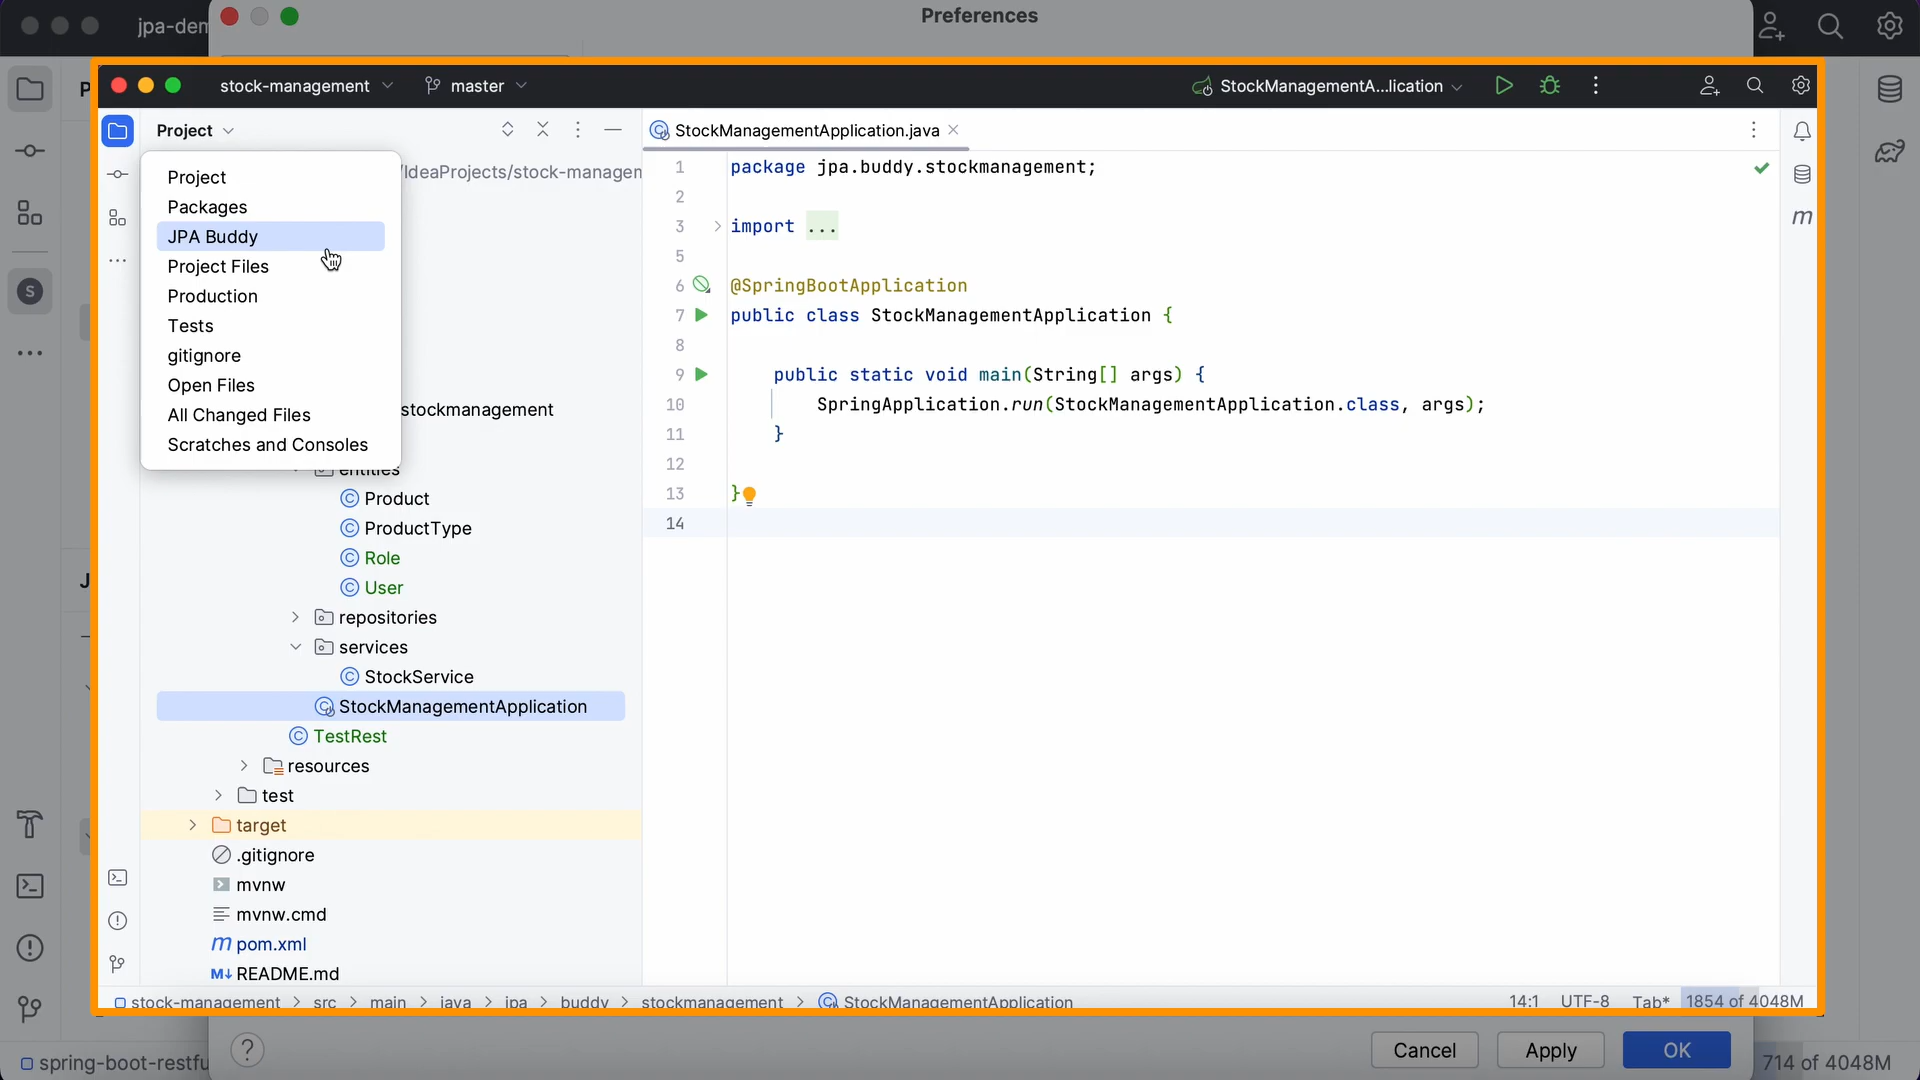 jpa-dem
Preferences
stock-management
master
StockManagementA...lication
Project
StockManagementApplication.java
Project
Packages
JPA Buddy
Project Files
Production
Tests
gitignore
Open Files
All Changed Files
Scratches and Consoles
/IdeaProjects/stock-managem
stockmanagement
entities
Product
ProductType
Role
User
repositories
services
StockService
StockManagementApplication
TestRest
resources
test
target
.gitignore
mvnw
mvnw.cmd
pom.xml
README.md
1 package jpa.buddy.stockmanagement;
2
3 import ...
5
6 @SpringBootApplication
7 public class StockManagementApplication {
8
9 public static void main(String[] args) {
10 SpringApplication.run(StockManagementApplication.class, args);
11 }
12
13 }
14
stock-management > src > main > java > jpa > buddy > stockmanagement > StockManagementApplication
14:1 UTF-8 Tab* 1854 of 4048M
? Cancel Apply OK
spring-boot-restfu
714 of 4048M